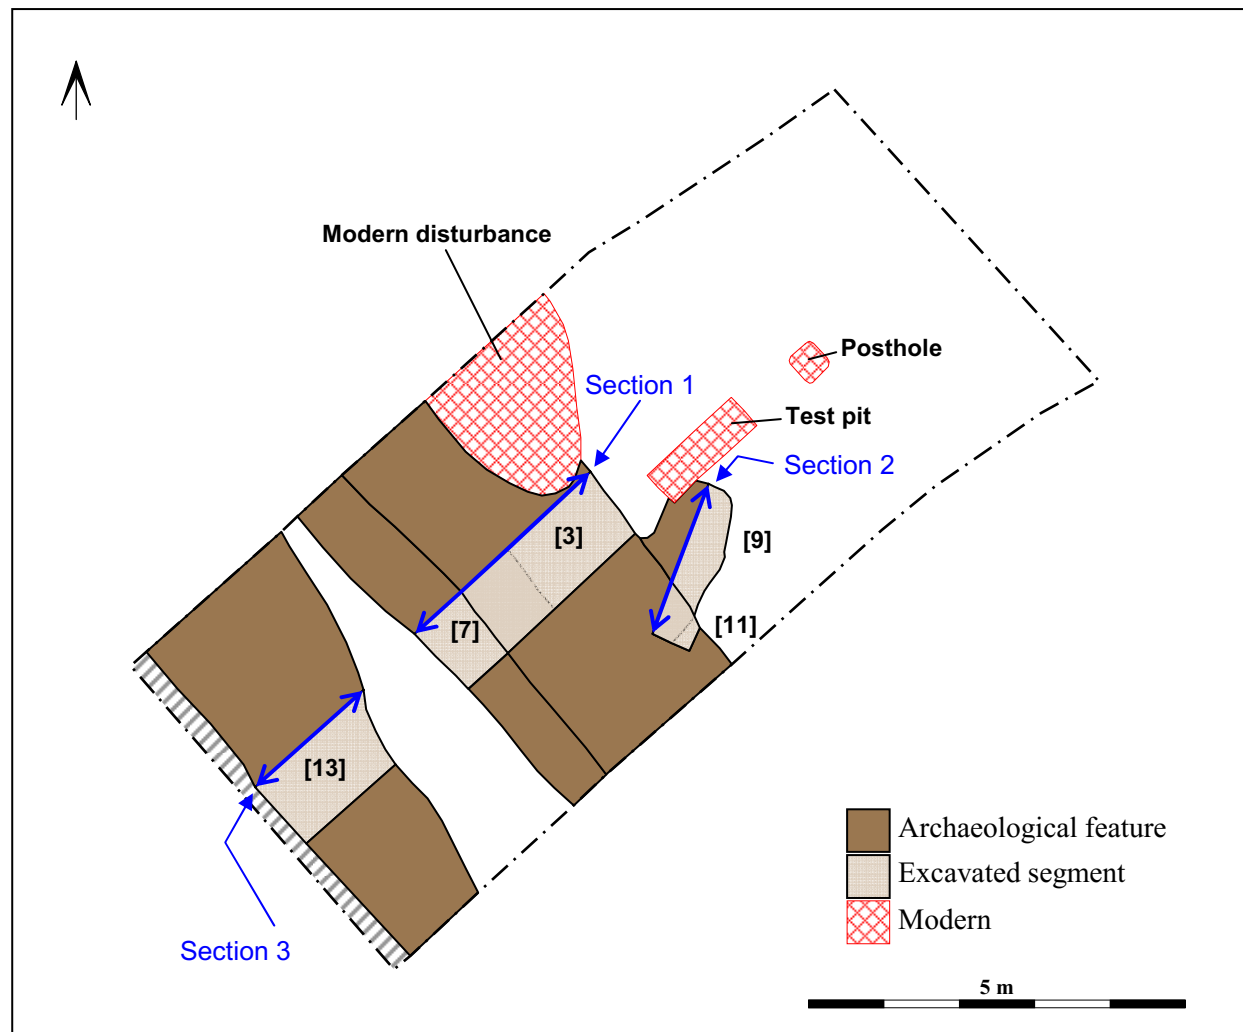 Modern disturbance
Posthole
Section 1
Test pit
Section 2
[3]
[9]
[7]
[11]
[13]
Archaeological feature
Excavated segment
Modern
Section 3
5 m